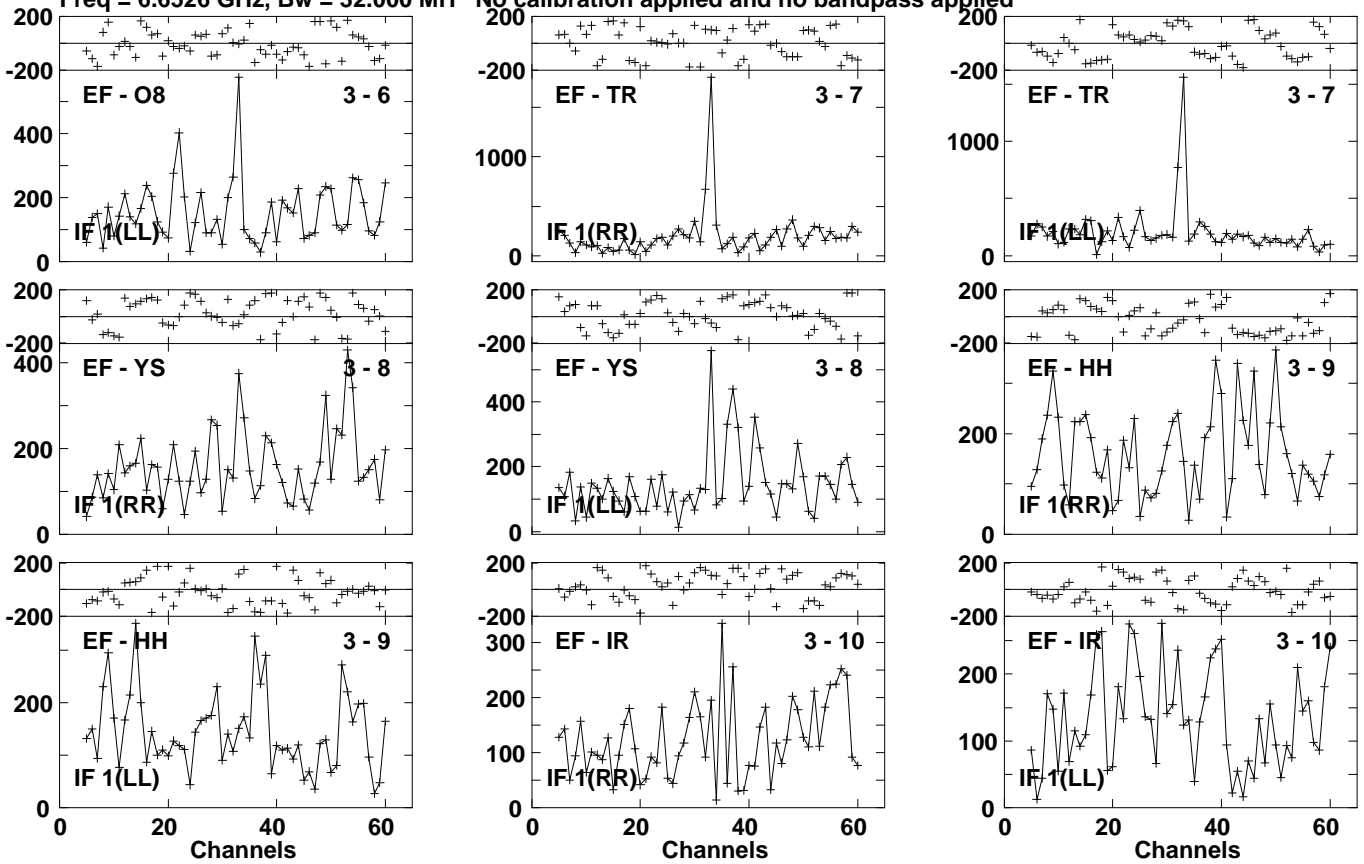 Freq = 6.6526 GHz, Bw = 32.000 MH No calibration applied and no bandpass applied
200
-200
EF - O8 3 - 6
400
200
0
IF 1(LL)
EF - TR 3 - 7
1000
0
IF 1(RR)
200
-200
EF - TR 3 - 7
1000
0
IF 1(LL)
200
-200
EF - YS 3 - 8
400
200
0
IF 1(RR)
EF - YS 3 - 8
400
200
0
IF 1(LL)
200
-200
EF - HH 3 - 9
200
0
IF 1(RR)
200
-200
EF - HH 3 - 9
200
0
IF 1(LL)
0 20 40 60
Channels
EF - IR 3 - 10
300
200
100
0
IF 1(RR)
0 20 40 60
Channels
200
-200
EF - IR 3 - 10
200
100
0
IF 1(LL)
0 20 40 60
Channels